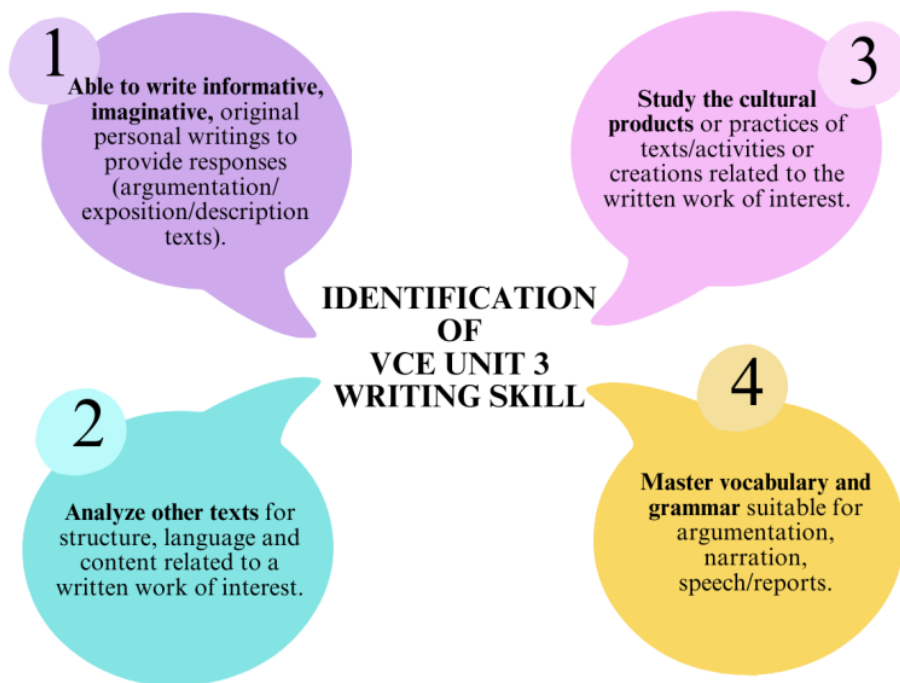 1
Able to write informative,
imaginative, original
personal writings to
provide responses
(argumentation/
exposition/description
texts).
3
Study the cultural
products or practices of
texts/activities or
creations related to the
written work of interest.
IDENTIFICATION
OF
VCE UNIT 3
WRITING SKILL
2
Analyze other texts for
structure, language and
content related to a
written work of interest.
4
Master vocabulary and
grammar suitable for
argumentation,
narration,
speech/reports.